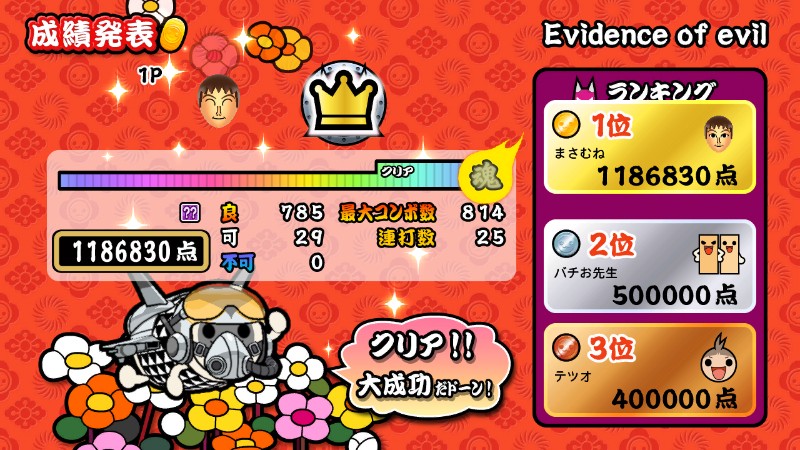 成績発表
Evidence of evil
1P
ランキング
クリア
魂
??
良 785 最大コンボ数 814
可 29 連打数 25
不可 0
1186830点
クリア!!
大成功だドーン!
1位
まさむね
1186830点
2位
バチお先生
500000点
3位
テツオ
400000点